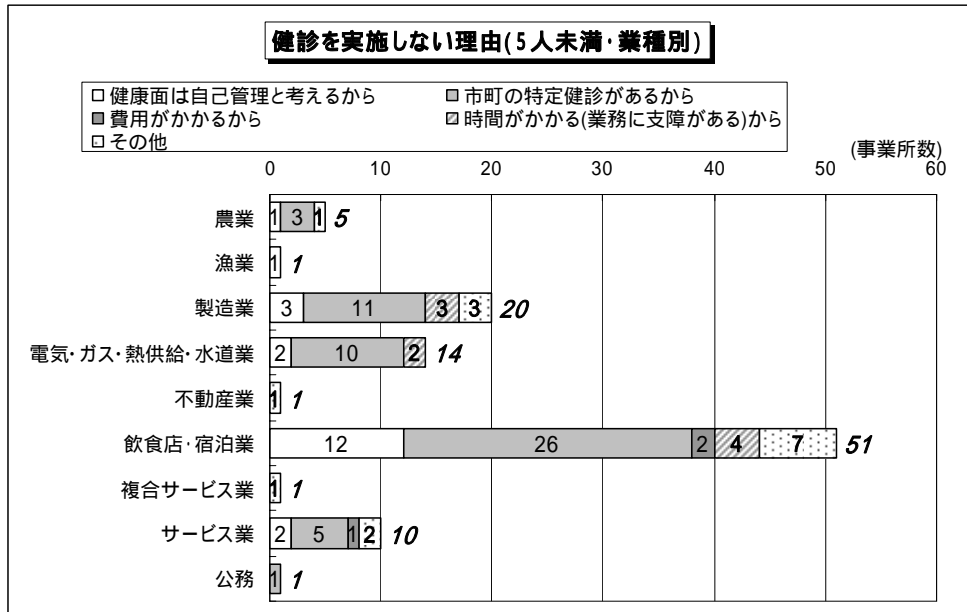 健診を実施しない理由(5人未満・業種別)
健康面は自己管理と考えるから 市町の特定健診があるから
費用がかかるから 時間がかかる(業務に支障がある)から
その他
(事業所数)
0 10 20 30 40 50 60
農業 1 3 1 5
漁業 1 1
製造業 3 11 3 3 20
電気・ガス・熱供給・水道業 2 10 2 14
不動産業 1 1
飲食店・宿泊業 12 26 2 4 7 51
複合サービス業 1 1
サービス業 2 5 1 2 10
公務 1 1